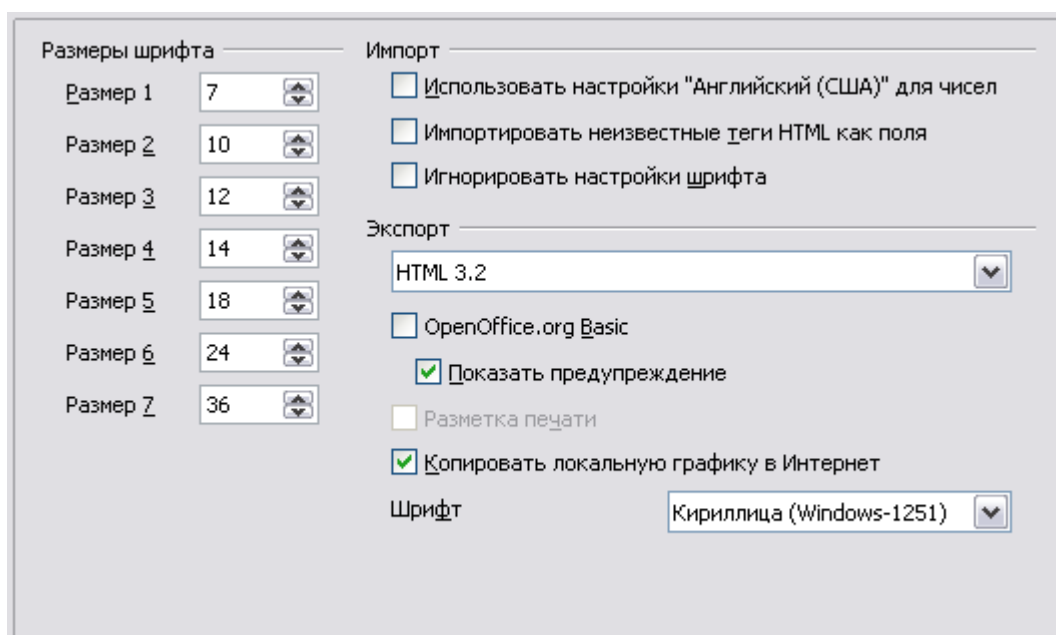 Размеры шрифта
Размер 1 7
Размер 2 10
Размер 3 12
Размер 4 14
Размер 5 18
Размер 6 24
Размер 7 36
Импорт
Использовать настройки "Английский (США)" для чисел
Импортировать неизвестные теги HTML как поля
Игнорировать настройки шрифта
Экспорт
HTML 3.2
OpenOffice.org Basic
Показать предупреждение
Разметка печати
Копировать локальную графику в Интернет
Шрифт Кириллица (Windows-1251)